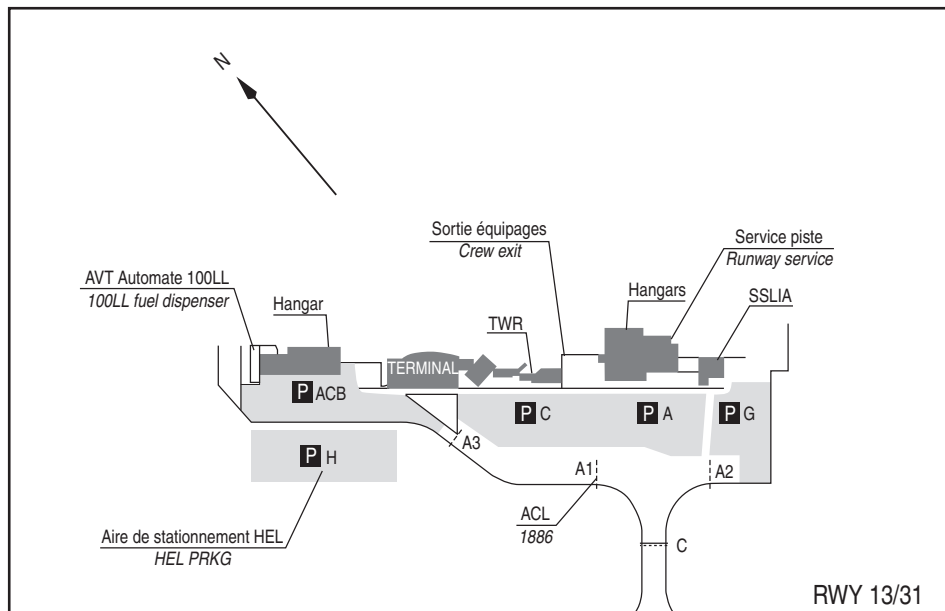 N
Sortie équipages
Crew exit
Service piste
Runway service
AVT Automate 100LL
100LL fuel dispenser
Hangar
Hangars
SSLIA
TWR
TERMINAL
P ACB
P C
P A
P G
P H
A3
A1
A2
ACL
1886
Aire de stationnement HEL
HEL PRKG
C
RWY 13/31